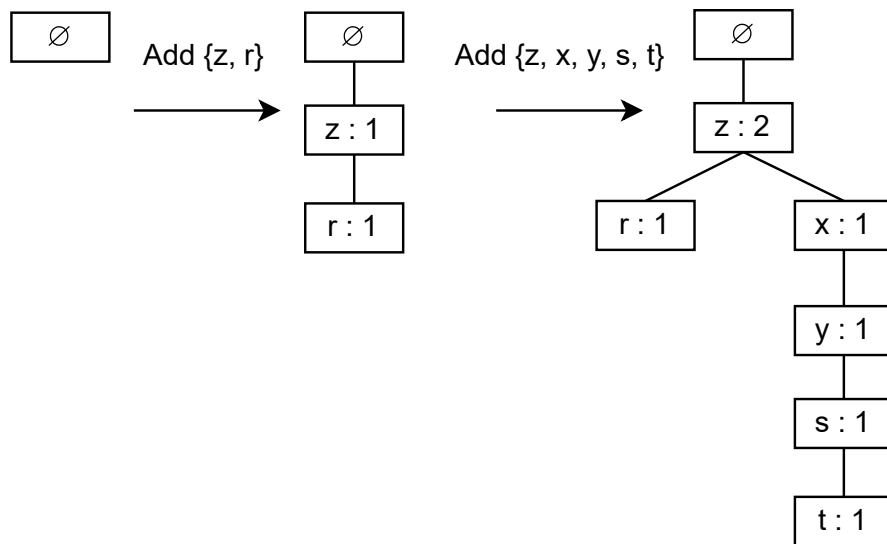 ∅
Add {z, r}
∅
z : 1
r : 1
Add {z, x, y, s, t}
∅
z : 2
r : 1
x : 1
y : 1
s : 1
t : 1